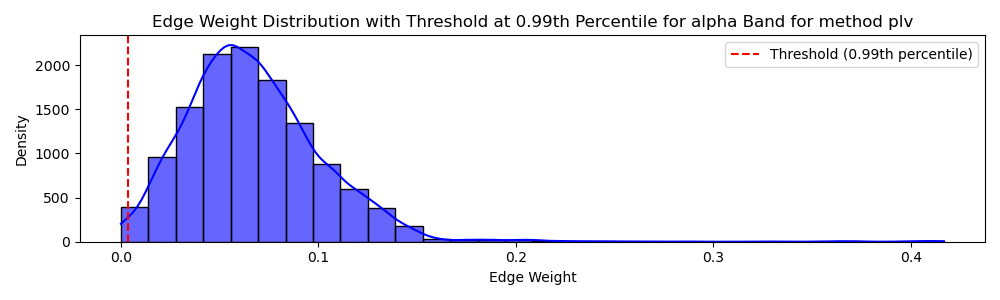 Edge Weight Distribution with Threshold at 0.99th Percentile for alpha Band for method plv
Threshold (0.99th percentile)
Density
2000
1500
1000
500
0
0.0 0.1 0.2 0.3 0.4
Edge Weight